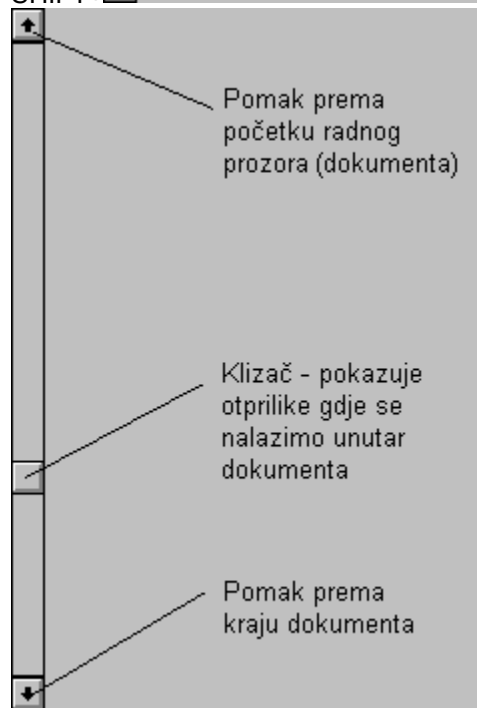 Pomak prema
početku radnog
prozora (dokumenta)
Klizač - pokazuje
otprilike gdje se
nalazimo unutar
dokumenta
Pomak prema
kraju dokumenta